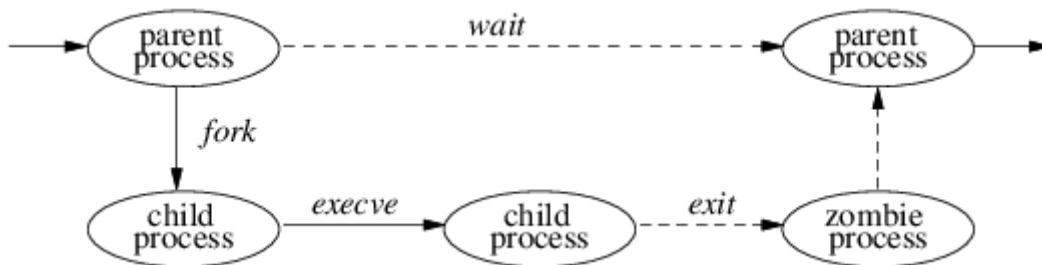 parent
process
wait
parent
process
fork
child
process
execve
child
process
exit
zombie
process